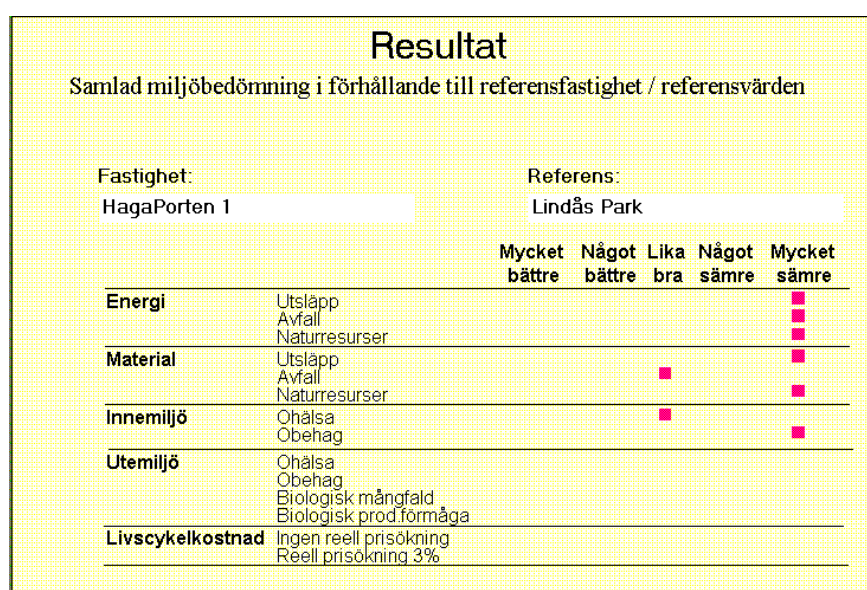 Resultat
Samlad miljöbedömning i förhållande till referensfastighet / referensvärden
Fastighet: Referens:
HagaPorten 1 Lindås Park
Mycket Något Lika Något Mycket
bättre bättre bra sämre sämre
Energi Utsläpp
Avfall
Naturresurser
Material Utsläpp
Avfall
Naturresurser
Innemiljö Ohälsa
Obehag
Utemiljö Ohälsa
Obehag
Biologisk mångfald
Biologisk prod.förmåga
Livscykelkostnad Ingen reell prisökning
Reell prisökning 3%